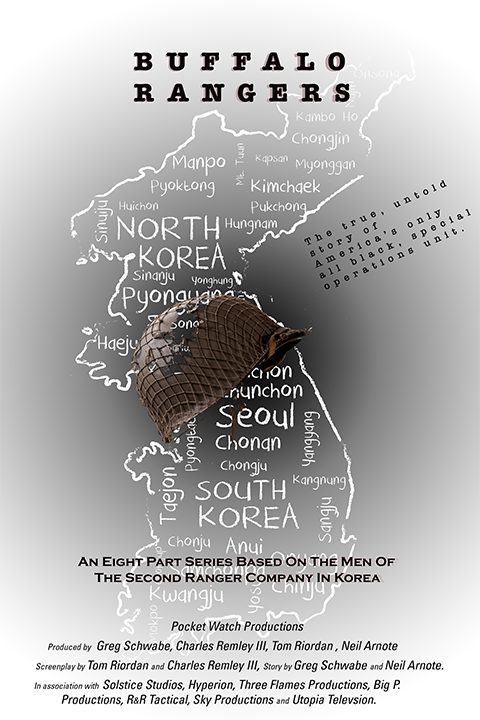 BUFFALO
RANGERS
Onsong
Kambo Ho
Chongjin
Manpo
Mt. Tuun
Kapsan
Myonggan
Pyoktong
Kimchaek
Sinuiju
Huichon
Pukchong
NORTH
KOREA
Hungnam
The true, untold
story of
America's only
all black, special
operations unit.
Sinanju
Yonghung
Pyongyang
Song
Haeju
chon
chunchon
Seoul
Chonan
Pyongtae
Yangyang
Chongju
Kangnung
Taejon
SOUTH
KOREA
Sangju
Chonju
Anui
AN EIGHT PART SERIES BASED ON THE MEN OF
THE SECOND RANGER COMPANY IN KOREA
Samchonpo
Chinju
Kwangju
Yosu
Mokpo
Pocket Watch Productions
Produced by Greg Schwabe, Charles Remley III, Tom Riordan , Neil Arnote
Screenplay by Tom Riordan and Charles Remley III, Story by Greg Schwabe and Neil Arnote.
In association with Solstice Studios, Hyperion, Three Flames Productions, Big P.
Productions, R&R Tactical, Sky Productions and Utopia Televsion.